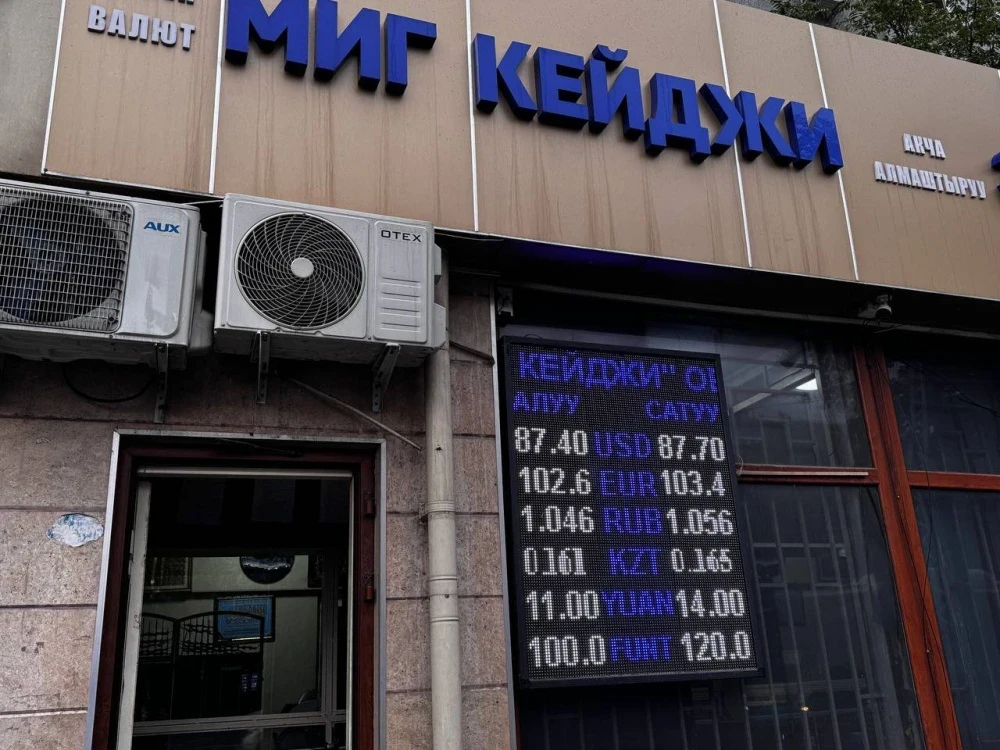 ВАЛЮТ
МИГ КЕЙДЖИ
АКЧА
АЛМАШТЫРУУ
AUX
OTEX
КЕЙДЖИ"
АЛУУ САТУУ
87.40 USD 87.70
102.6 EUR 103.4
1.046 RUB 1.056
0.161 KZT 0.165
11.00 YUAN 14.00
100.0 FUNT 120.0